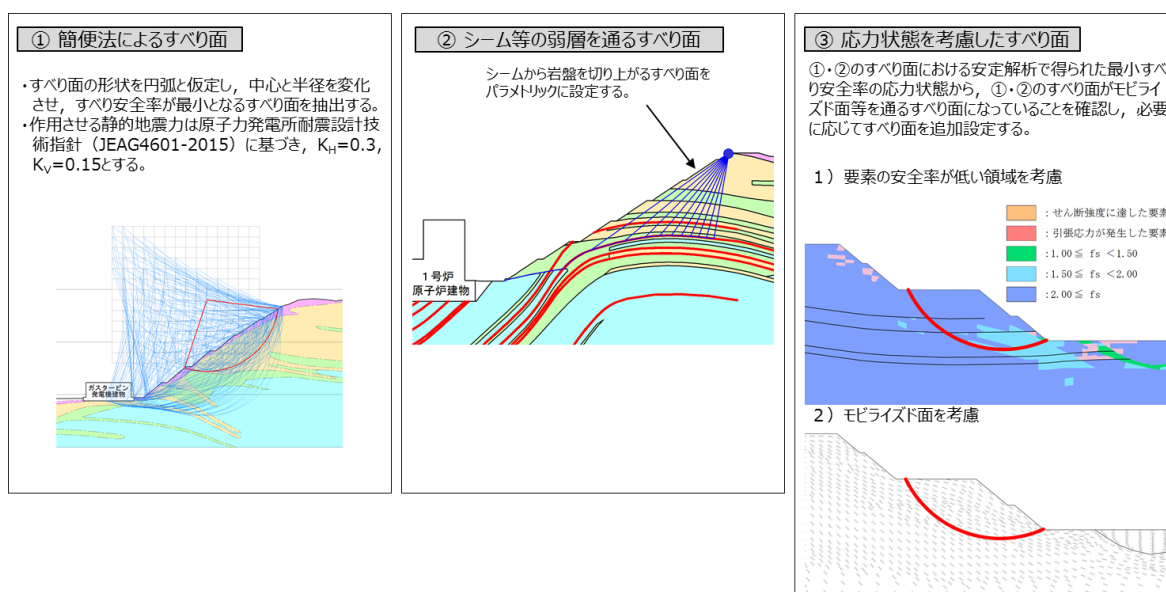 ① 簡便法によるすべり面
・すべり面の形状を円弧と仮定し，中心と半径を変化
させ，すべり安全率が最小となるすべり面を抽出する。
・作用させる静的地震力は原子力発電所耐震設計技
術指針（JEAG4601-2015）に基づき，KH=0.3，
KV=0.15とする。
ガスタービン
発電機建物
② シーム等の弱層を通るすべり面
シームから岩盤を切り上がるすべり面を
パラメトリックに設定する。
１号炉
原子炉建物
③ 応力状態を考慮したすべり面
①・②のすべり面における安定解析で得られた最小すべ
り安全率の応力状態から，①・②のすべり面がモビライ
ズド面等を通るすべり面になっていることを確認し，必要
に応じてすべり面を追加設定する。
１）要素の安全率が低い領域を考慮
：せん断強度に達した要素
：引張応力が発生した要素
：1.00≦ fs ＜1.50
：1.50≦ fs ＜2.00
：2.00≦ fs
２）モビライズド面を考慮